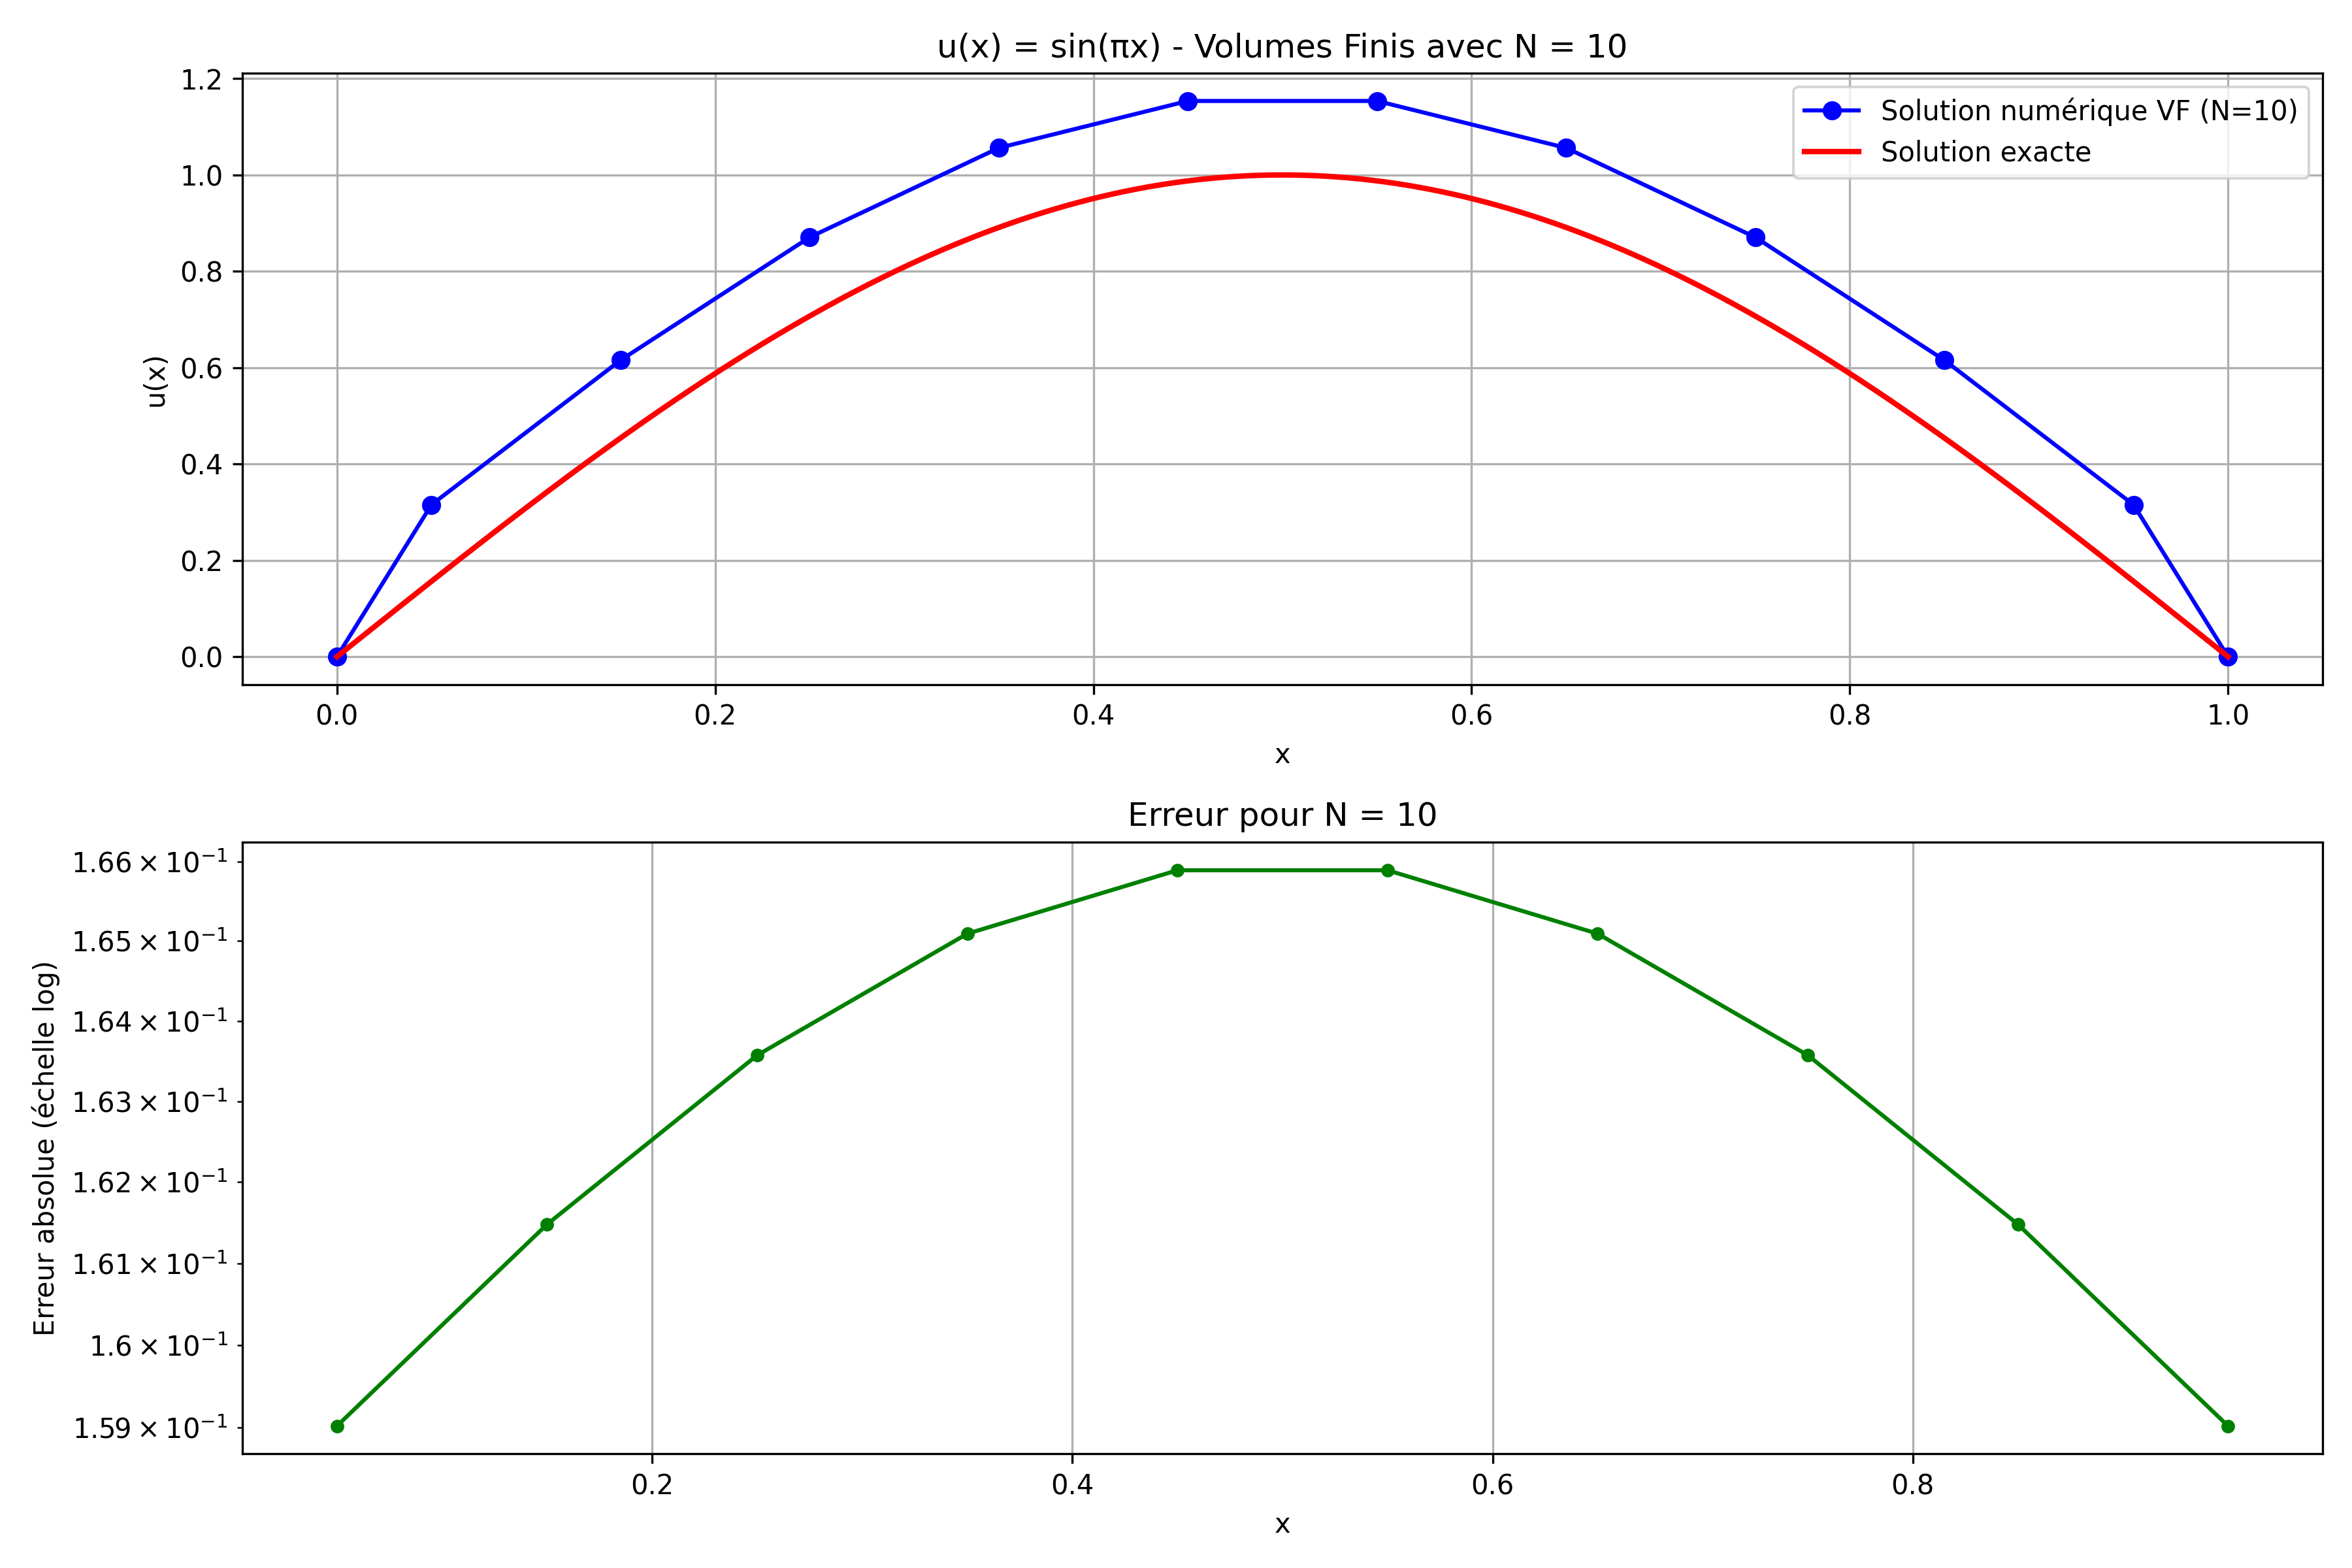 u(x) = sin(πx) - Volumes Finis avec N = 10
1.2
1.0
0.8
0.6
0.4
0.2
0.0
u(x)
Solution numérique VF (N=10)
Solution exacte
0.0 0.2 0.4 0.6 0.8 1.0
x
Erreur pour N = 10
1.66 × 10⁻¹
1.65 × 10⁻¹
1.64 × 10⁻¹
1.63 × 10⁻¹
1.62 × 10⁻¹
1.61 × 10⁻¹
1.6 × 10⁻¹
1.59 × 10⁻¹
Erreur absolue (échelle log)
0.2 0.4 0.6 0.8
x